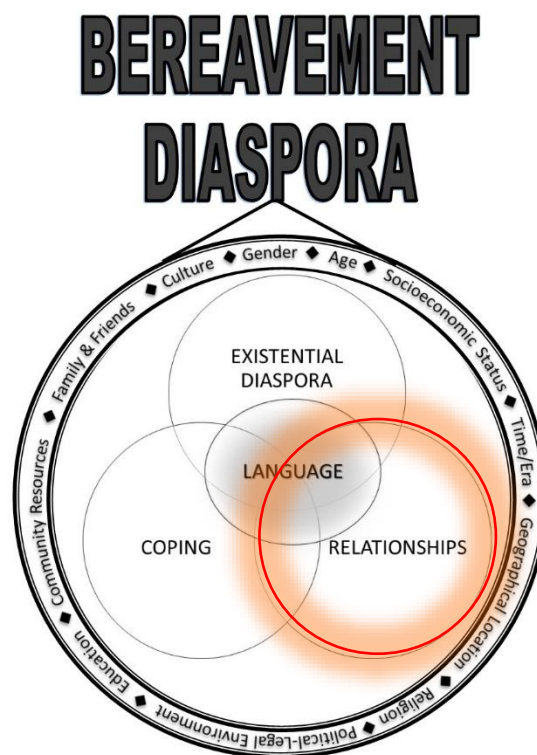 BEREAVEMENT
DIASPORA
Community Resources ◆ Family & Friends ◆ Culture ◆ Gender ◆ Age ◆ Socioeconomic Status ◆ Time/Era ◆ Geographical Location ◆ Religion ◆ Political-Legal Environment ◆ Education ◆
EXISTENTIAL
DIASPORA
LANGUAGE
COPING
RELATIONSHIPS